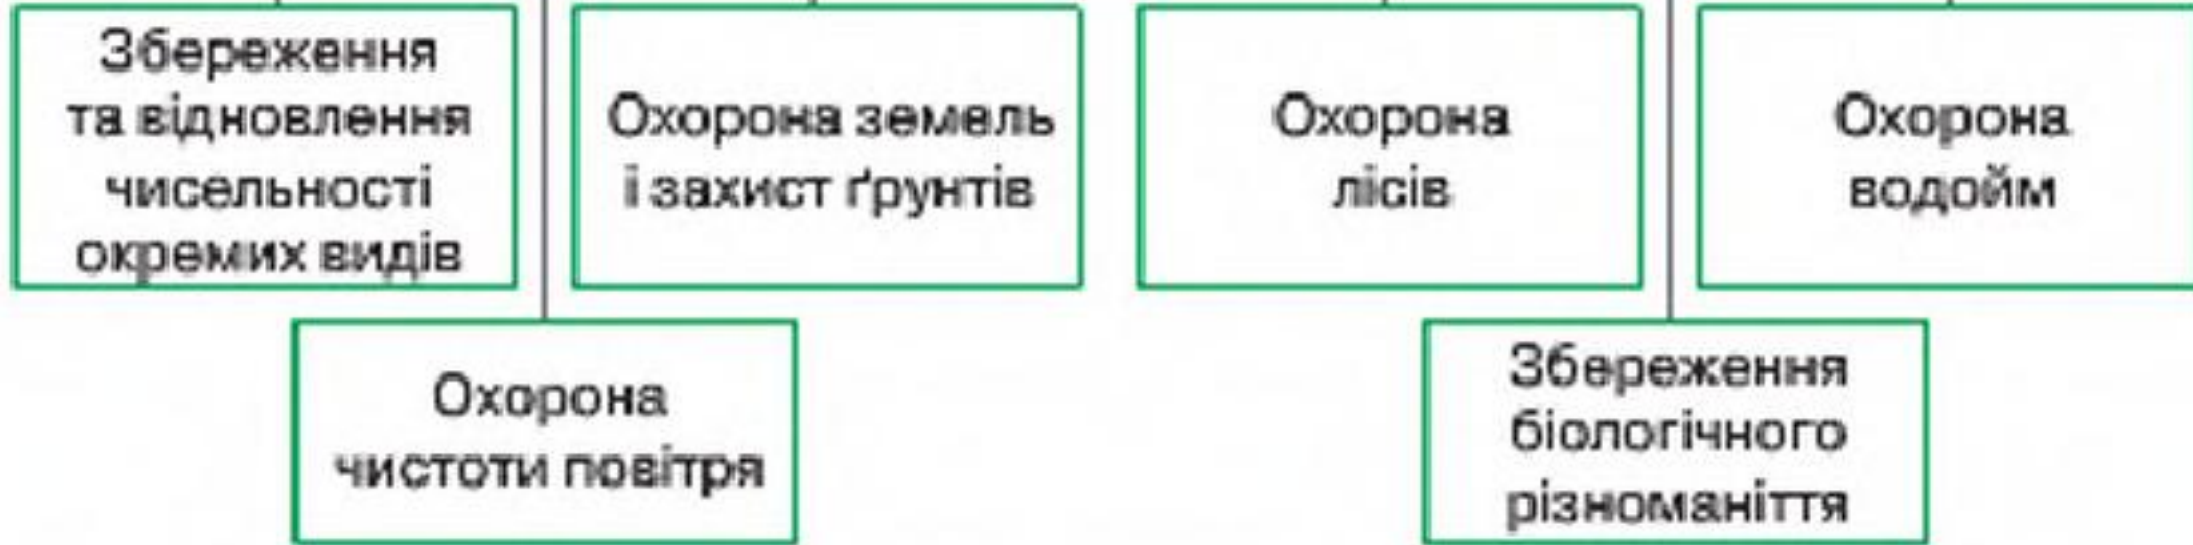 Збереження
та відновлення
чисельності
окремих видів
Охорона земель
і захист ґрунтів
Охорона
лісів
Охорона
водойм
Охорона
чистоти повітря
Збереження
біологічного
різноманіття